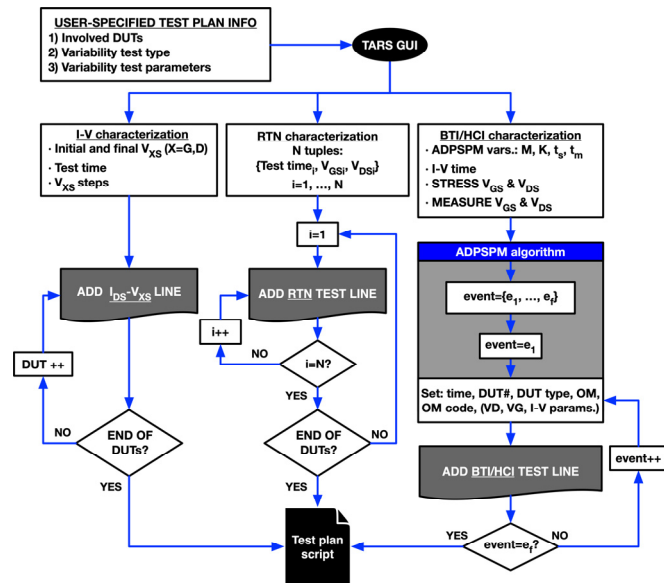 USER-SPECIFIED TEST PLAN INFO
1) Involved DUTs
2) Variability test type
3) Variability test parameters
TARS GUI
I-V characterization
· Initial and final VXS (X=G,D)
· Test time
· VXS steps
RTN characterization
N tuples:
{Test timei, VGSi, VDSi}
i=1, ..., N
BTI/HCI characterization
· ADPSPM vars.: M, K, ts, tm
· I-V time
· STRESS VGS & VDS
· MEASURE VGS & VDS
i=1
ADPSPM algorithm
event={e1, ..., ef}
event=e1
ADD IDS-VXS LINE
ADD RTN TEST LINE
i++
DUT ++
NO
i=N?
YES
Set: time, DUT#, DUT type, OM,
OM code, (VD, VG, I-V params.)
NO
END OF
DUTs?
YES
END OF
DUTs?
NO
YES
ADD BTI/HCI TEST LINE
event++
Test plan
script
YES
event=ef?
NO